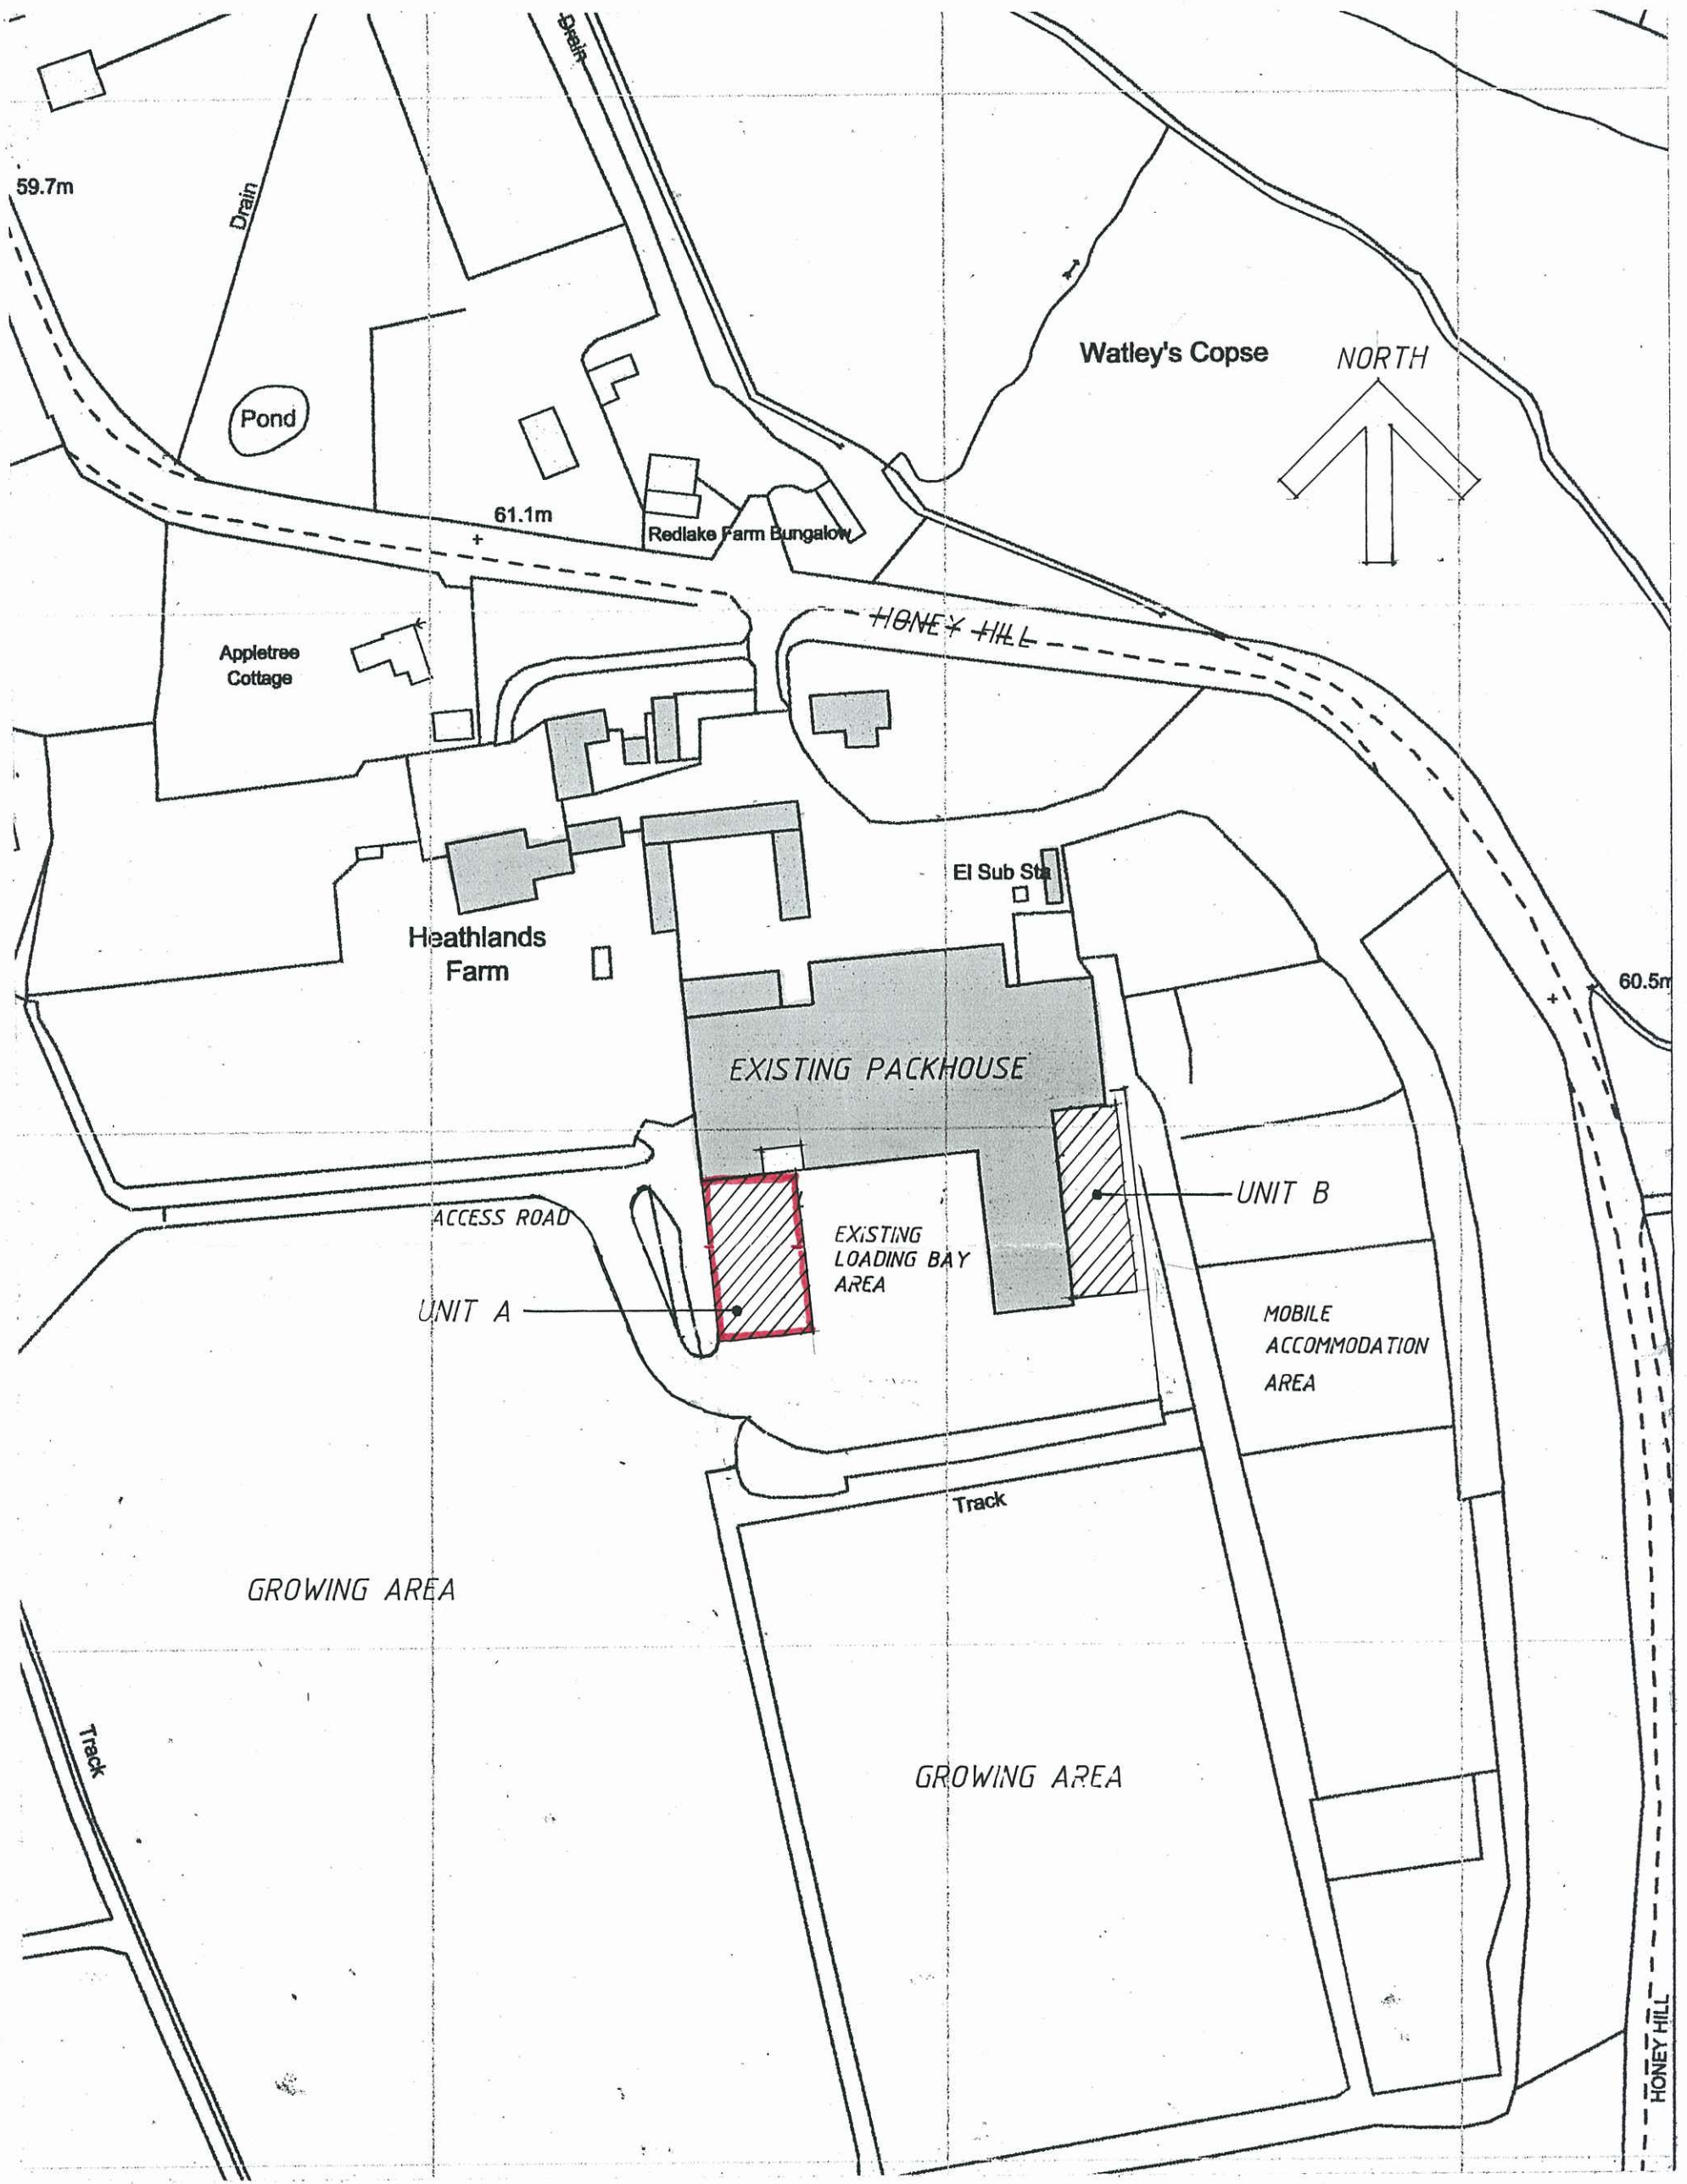 Drain
59.7m
Drain
Watley's Copse
NORTH
Pond
61.1m
Redlake Farm Bungalow
HONEY HILL
Appletree
Cottage
El Sub Sta
Heathlands
Farm
60.5m
EXISTING PACKHOUSE
UNIT B
ACCESS ROAD
EXISTING
LOADING BAY
AREA
UNIT A
MOBILE
ACCOMMODATION
AREA
Track
GROWING AREA
Track
GROWING AREA
HONEY HILL